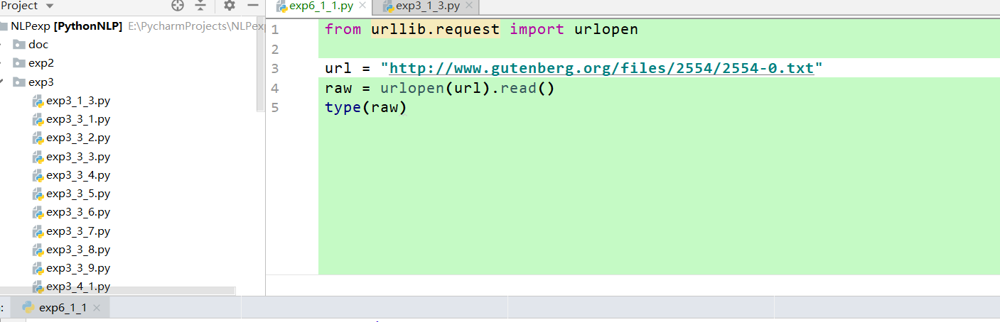 Project
exp6_1_1.py
exp3_1_3.py
NLPexp [PythonNLP] E:\PycharmProjects\NLPexp
doc
exp2
exp3
exp3_1_3.py
exp3_3_1.py
exp3_3_2.py
exp3_3_3.py
exp3_3_4.py
exp3_3_5.py
exp3_3_6.py
exp3_3_7.py
exp3_3_8.py
exp3_3_9.py
exp3_4_1.py
1 from urllib.request import urlopen
2
3 url = "http://www.gutenberg.org/files/2554/2554-0.txt"
4 raw = urlopen(url).read()
5 type(raw)
: exp6_1_1